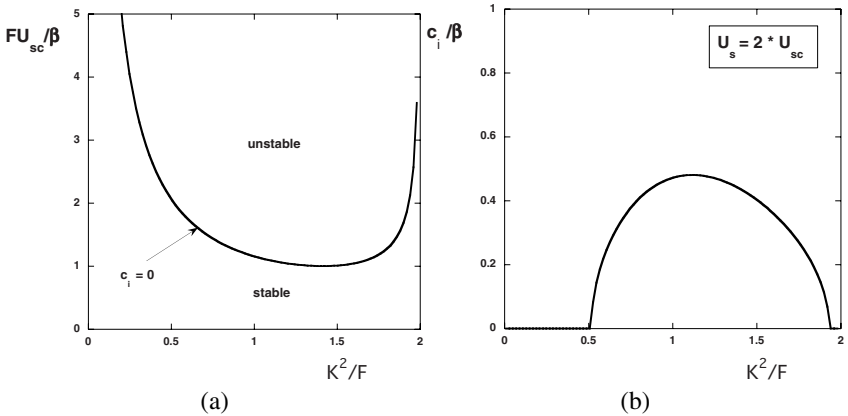 FU_sc/β
5
4
3
2
1
0
unstable
c_i = 0
stable
0
0.5
1
1.5
2
K²/F
(a)
c_i/β
1
0.8
0.6
0.4
0.2
0
U_s = 2 * U_sc
0
0.5
1
1.5
2
K²/F
(b)